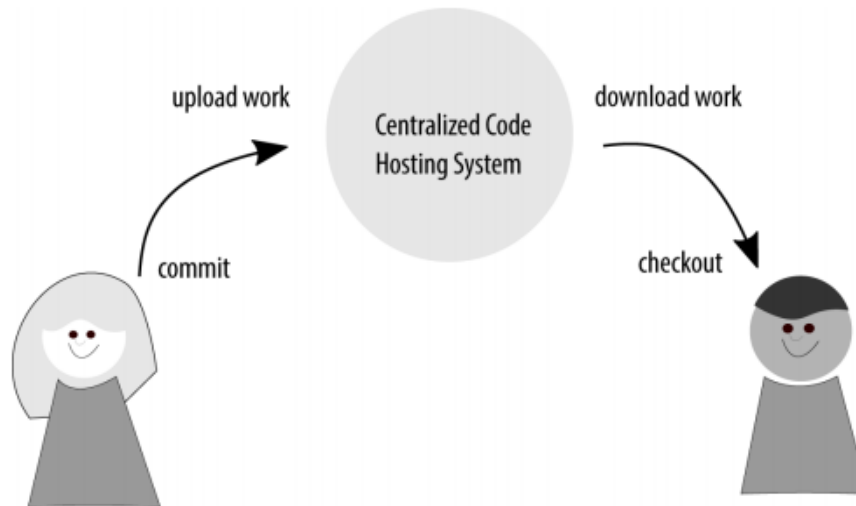 upload work
Centralized Code
Hosting System
download work
commit
checkout